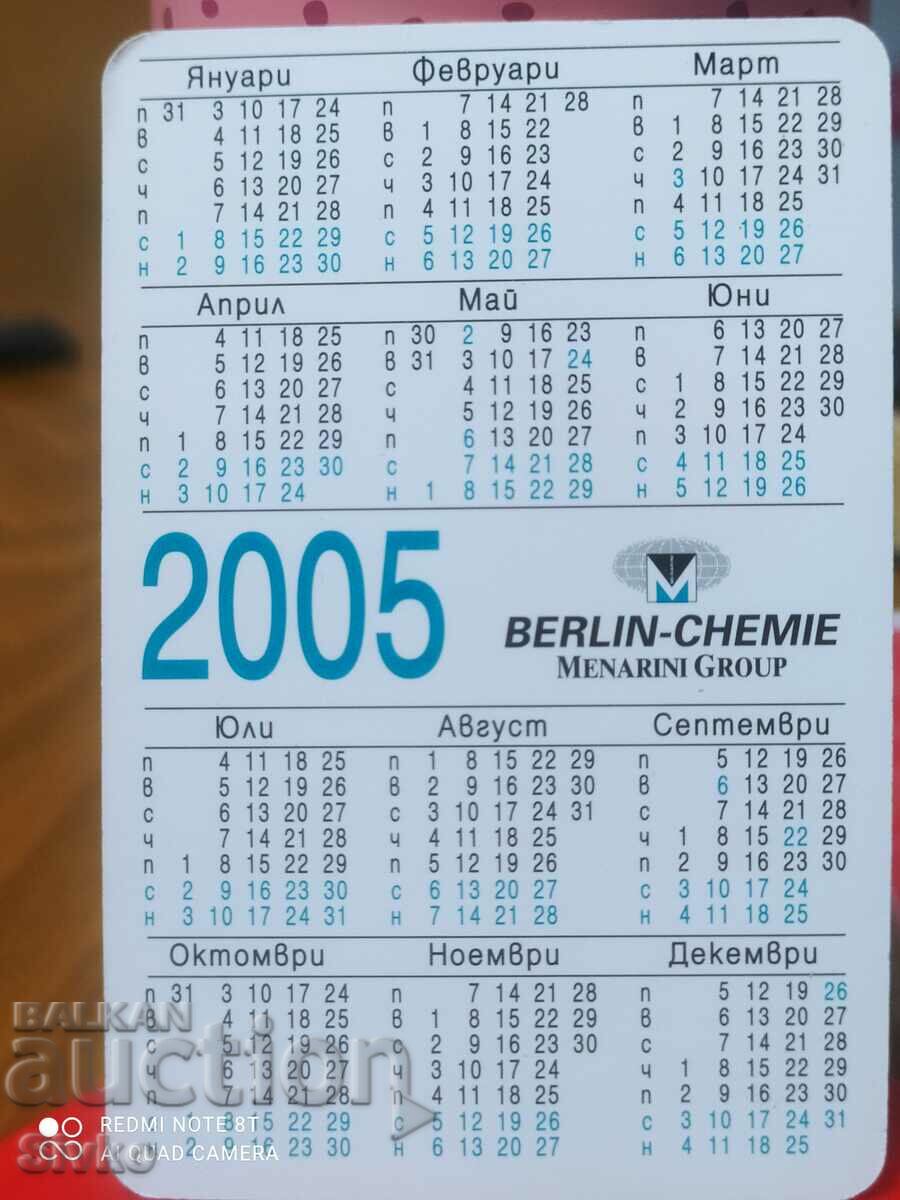 Януари Февруари Март
п 31 3 10 17 24 п 7 14 21 28 п 7 14 21 28
в 4 11 18 25 в 1 8 15 22 в 1 8 15 22 29
с 5 12 19 26 с 2 9 16 23 с 2 9 16 23 30
ч 6 13 20 27 ч 3 10 17 24 ч 3 10 17 24 31
п 7 14 21 28 п 4 11 18 25 п 4 11 18 25
с 1 8 15 22 29 с 5 12 19 26 с 5 12 19 26
н 2 9 16 23 30 н 6 13 20 27 н 6 13 20 27
Април Май Юни
п 4 11 18 25 п 30 2 9 16 23 п 6 13 20 27
в 5 12 19 26 в 31 3 10 17 24 в 7 14 21 28
с 6 13 20 27 с 4 11 18 25 с 1 8 15 22 29
ч 7 14 21 28 ч 5 12 19 26 ч 2 9 16 23 30
п 1 8 15 22 29 п 6 13 20 27 п 3 10 17 24
с 2 9 16 23 30 с 7 14 21 28 с 4 11 18 25
н 3 10 17 24 н 1 8 15 22 29 н 5 12 19 26
2005
BERLIN-CHEMIE
MENARINI GROUP
Юли Август Септември
п 4 11 18 25 п 1 8 15 22 29 п 5 12 19 26
в 5 12 19 26 в 2 9 16 23 30 в 6 13 20 27
с 6 13 20 27 с 3 10 17 24 31 с 7 14 21 28
ч 7 14 21 28 ч 4 11 18 25 ч 1 8 15 22 29
п 1 8 15 22 29 п 5 12 19 26 п 2 9 16 23 30
с 2 9 16 23 30 с 6 13 20 27 с 3 10 17 24
н 3 10 17 24 31 н 7 14 21 28 н 4 11 18 25
Октомври Ноември Декември
п 31 3 10 17 24 п 7 14 21 28 п 5 12 19 26
в 4 11 18 25 в 1 8 15 22 29 в 6 13 20 27
с 5 12 19 26 с 2 9 16 23 30 с 7 14 21 28
ч 6 13 20 27 ч 3 10 17 24 ч 1 8 15 22 29
п 7 14 21 28 п 4 11 18 25 п 2 9 16 23 30
с 1 8 15 22 29 с 5 12 19 26 с 3 10 17 24 31
н 2 9 16 23 30 н 6 13 20 27 н 4 11 18 25
BALKAN
auction
REDMI NOTE 8T
AI QUAD CAMERA
Sivko